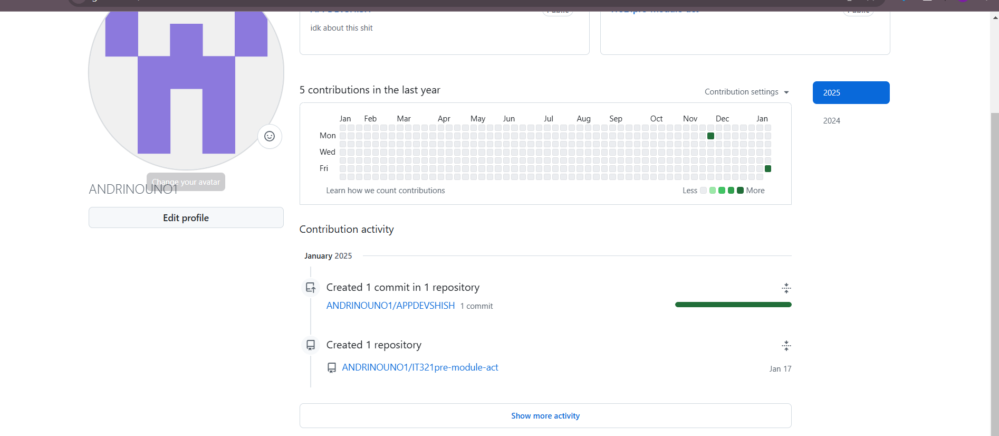 idk about this shit
5 contributions in the last year
Contribution settings
2025
2024
Jan Feb Mar Apr May Jun Jul Aug Sep Oct Nov Dec Jan
Mon
Wed
Fri
Learn how we count contributions
Less More
Change your avatar
ANDRINOUNO1
Edit profile
Contribution activity
January 2025
Created 1 commit in 1 repository
ANDRINOUNO1/APPDEVSHISH 1 commit
Created 1 repository
ANDRINOUNO1/IT321pre-module-act
Jan 17
Show more activity